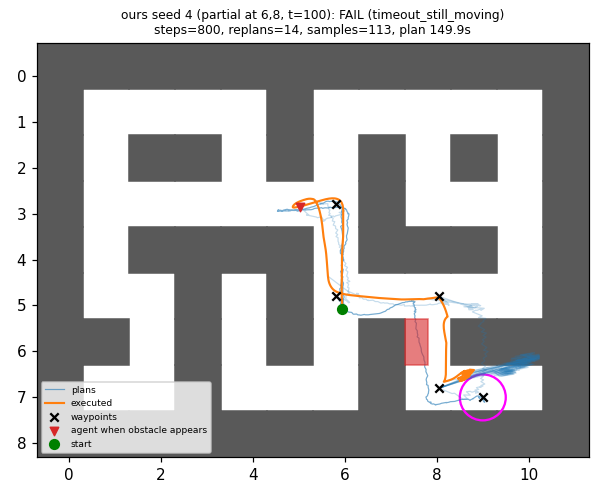 ours seed 4 (partial at 6,8, t=100): FAIL (timeout_still_moving)
steps=800, replans=14, samples=113, plan 149.9s
0
1
2
3
4
5
6
7
8
plans
executed
waypoints
agent when obstacle appears
start
0 2 4 6 8 10